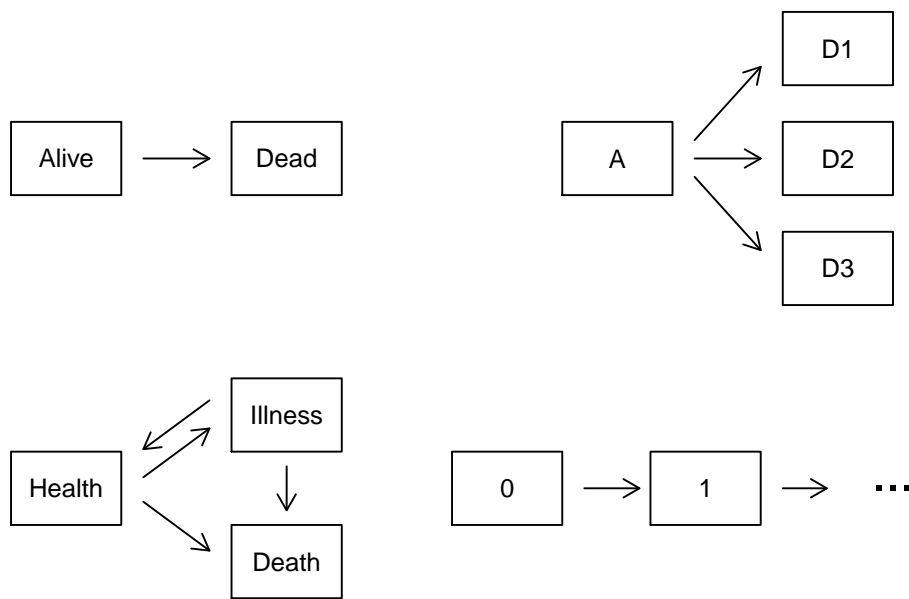 Alive
Dead
A
D1
D2
D3
Health
Illness
Death
0
1
...